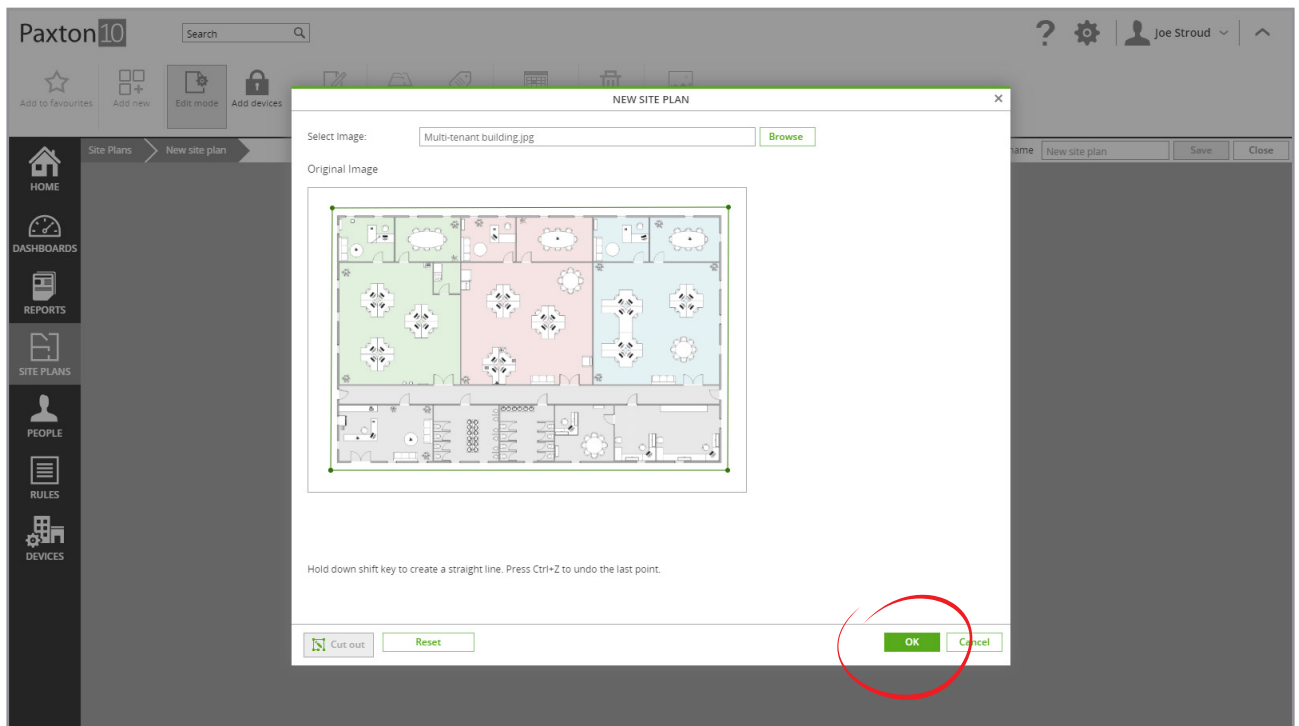 Paxton10
Search
Joe Stroud
Add to favourites
Add new
Edit mode
Add devices
NEW SITE PLAN
Select Image:
Multi-tenant building.jpg
Browse
Original Image
Site Plans
New site plan
name
New site plan
Save
Close
HOME
DASHBOARDS
REPORTS
SITE PLANS
PEOPLE
RULES
DEVICES
Hold down shift key to create a straight line. Press Ctrl+Z to undo the last point.
Cut out
Reset
OK
Cancel